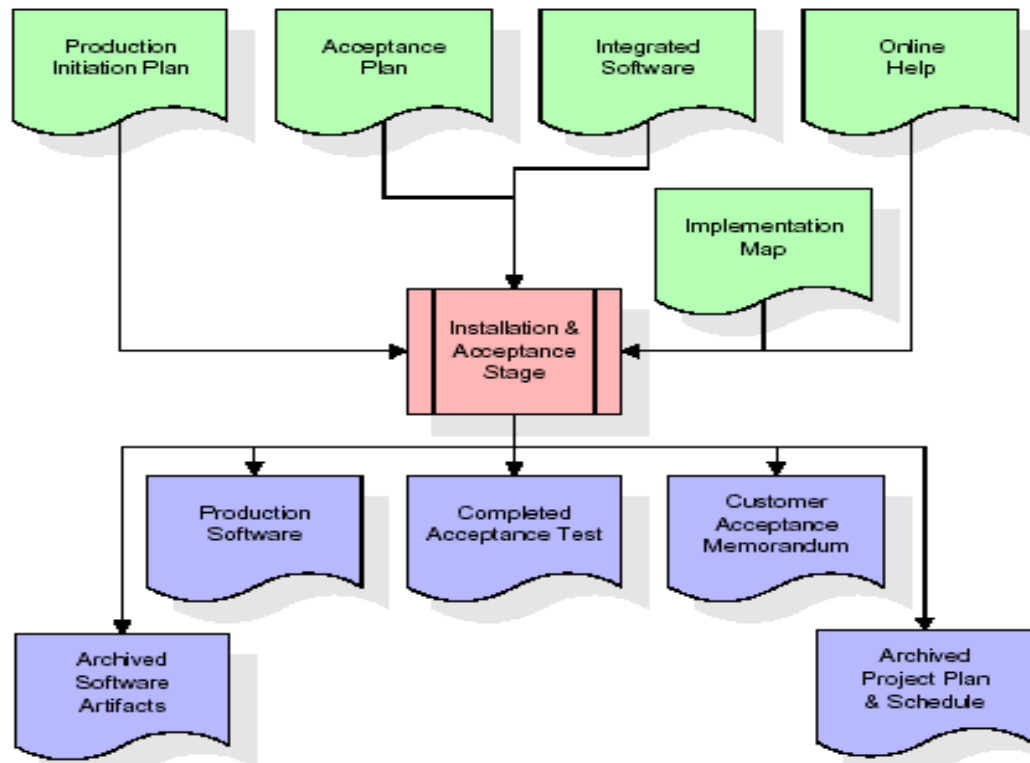 Production
Initiation Plan
Acceptance
Plan
Integrated
Software
Online
Help
Implementation
Map
Installation &
Acceptance
Stage
Production
Software
Completed
Acceptance Test
Customer
Acceptance
Memorandum
Archived
Software
Artifacts
Archived
Project Plan
& Schedule